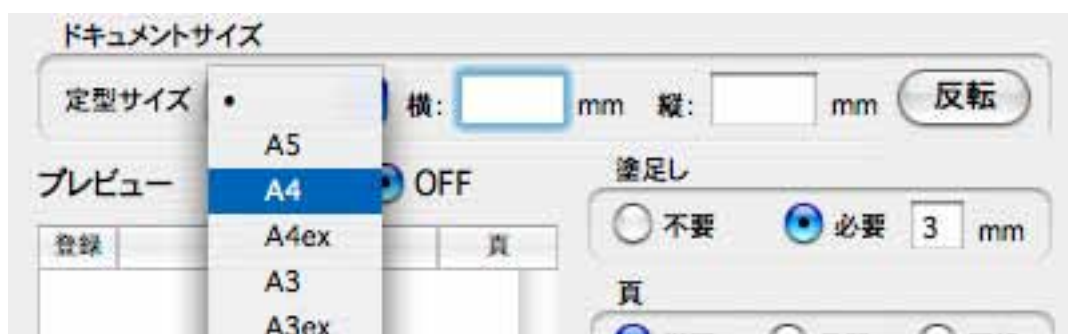 ドキュメントサイズ
定型サイズ • 横: mm 縦: mm 反転
A5
プレビュー A4 OFF
塗足し
不要 必要 3 mm
登録 A4ex 頁
A3
頁
A3ex